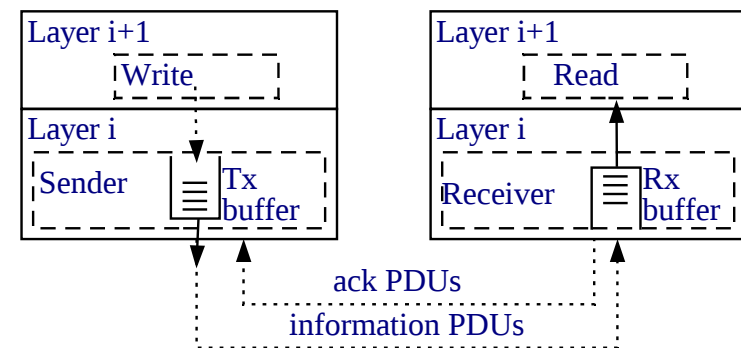 Layer i+1
Write
Layer i
Sender
Tx
buffer
Layer i+1
Read
Layer i
Receiver
Rx
buffer
ack PDUs
information PDUs